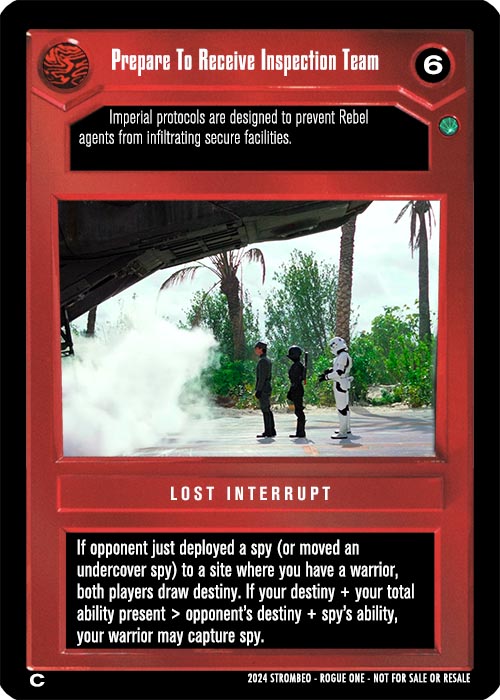 Prepare To Receive Inspection Team
6
Imperial protocols are designed to prevent Rebel
agents from infiltrating secure facilities.
LOST INTERRUPT
If opponent just deployed a spy (or moved an
undercover spy) to a site where you have a warrior,
both players draw destiny. If your destiny + your total
ability present > opponent's destiny + spy's ability,
your warrior may capture spy.
C
2024 STROMBEO - ROGUE ONE - NOT FOR SALE OR RESALE